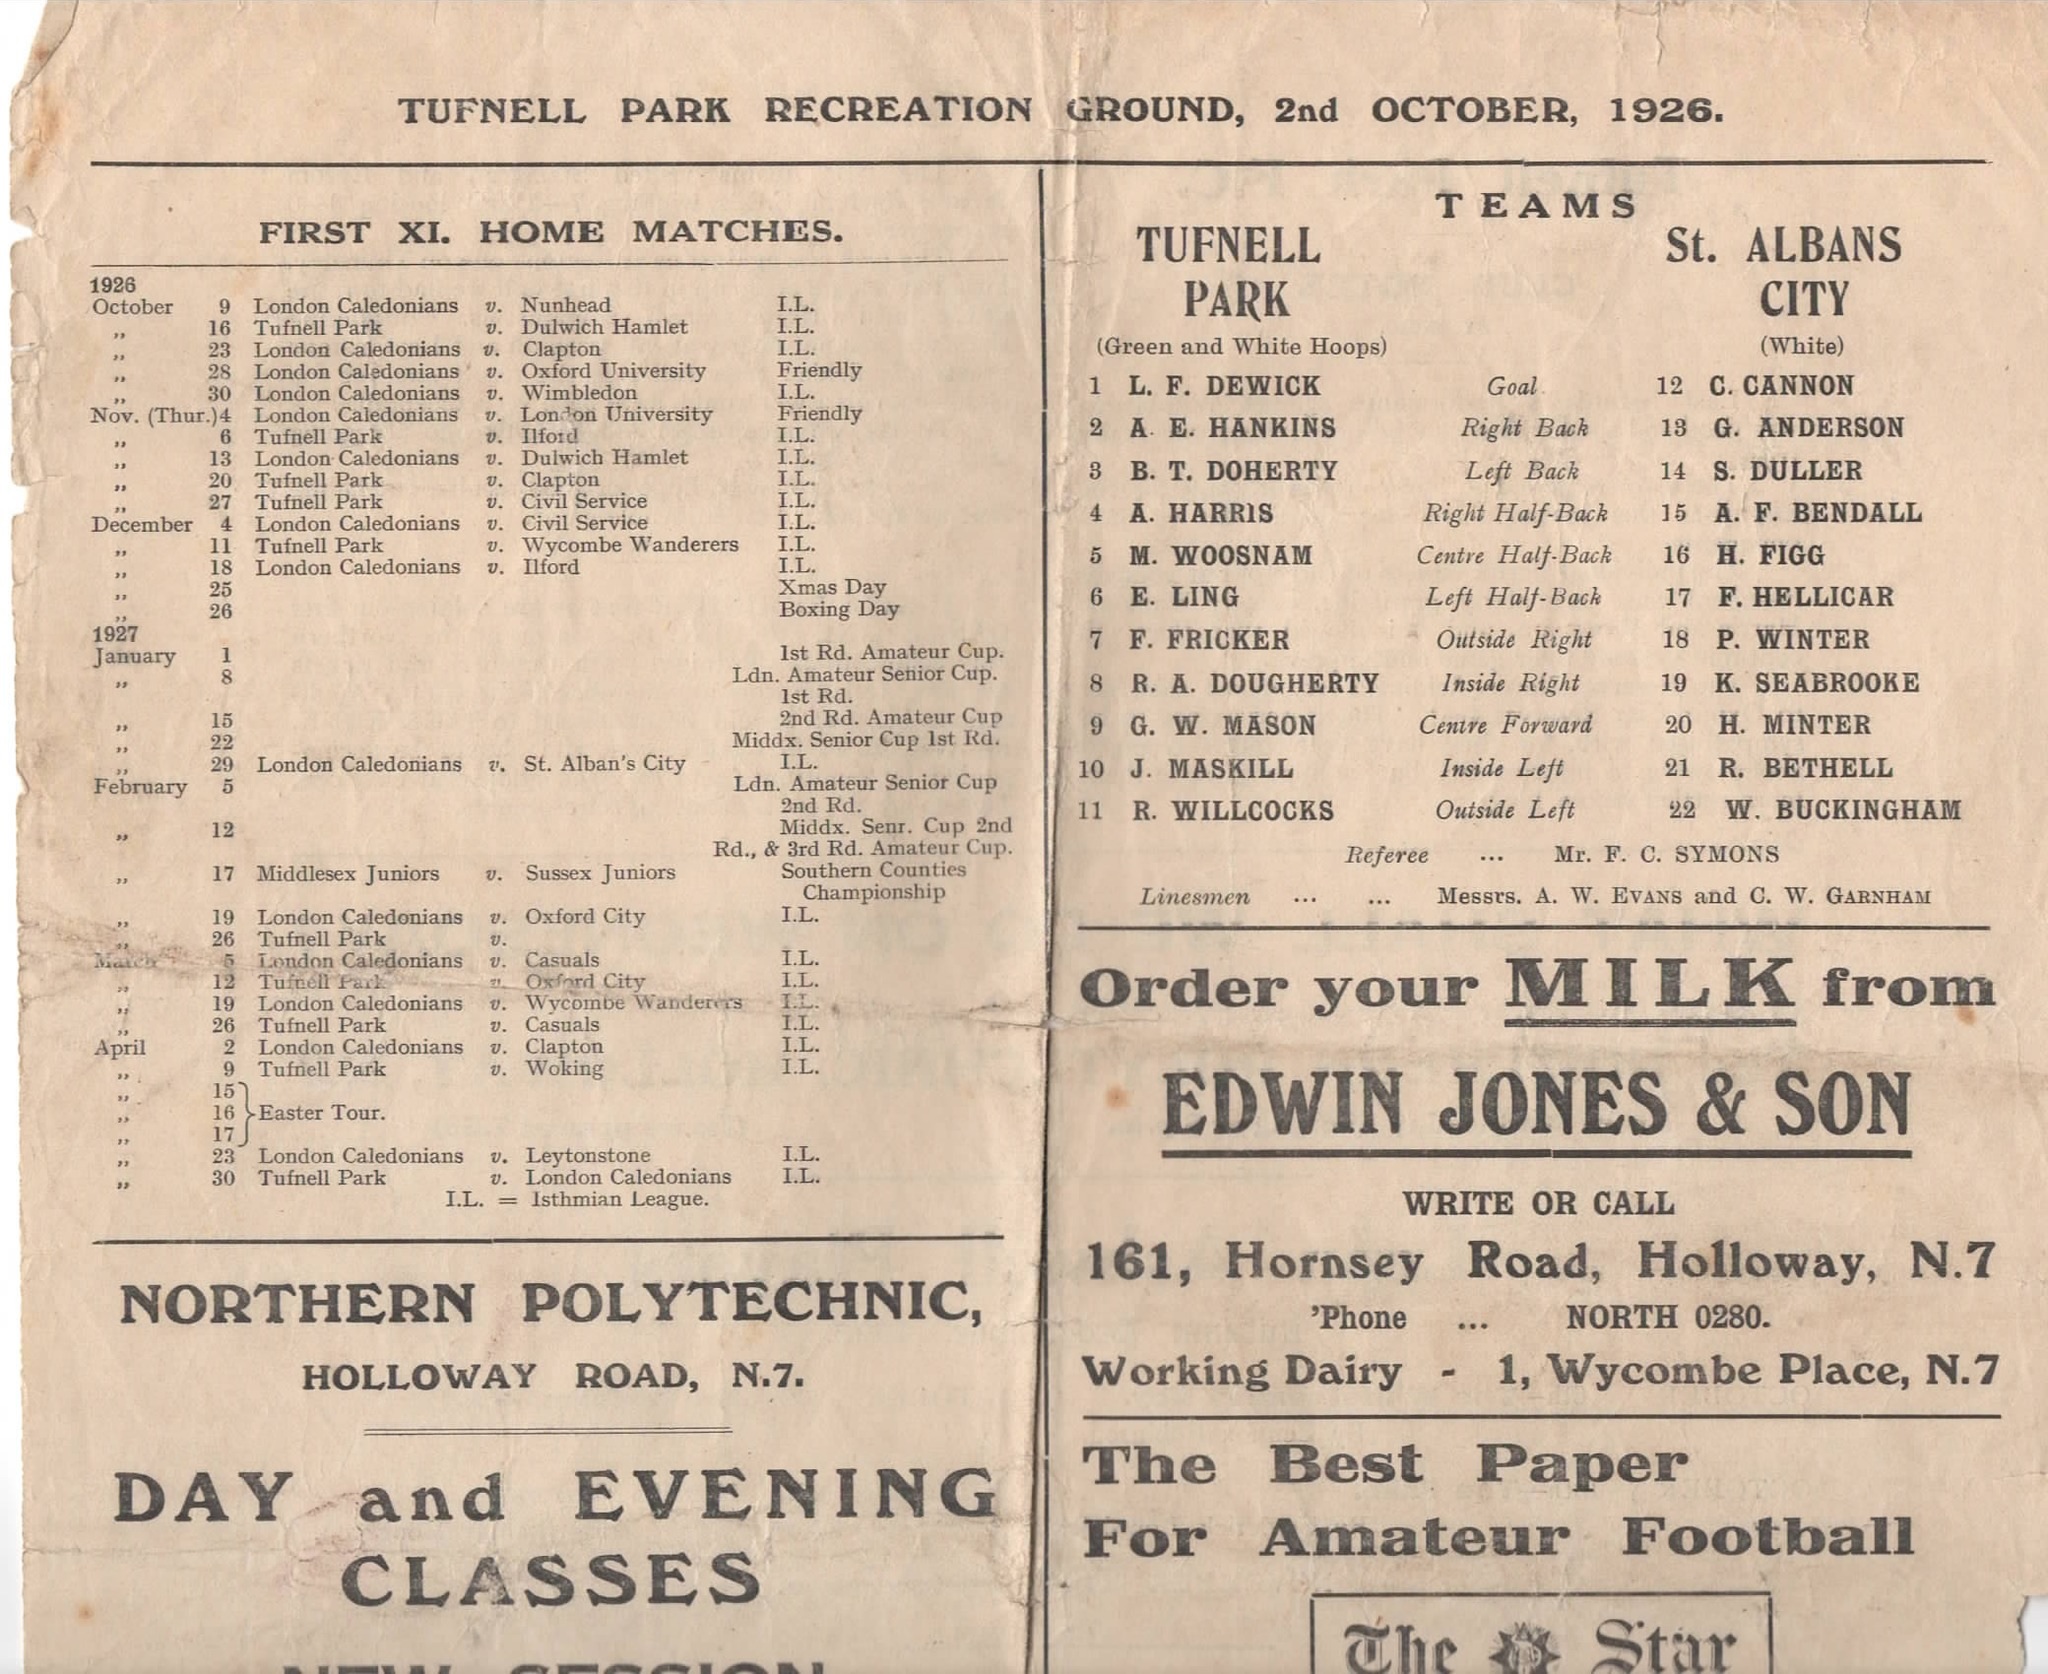 TUFNELL PARK RECREATION GROUND, 2nd OCTOBER, 1926.
FIRST XI. HOME MATCHES.
1926
October 9 London Caledonians v. Nunhead I.L.
,, 16 Tufnell Park v. Dulwich Hamlet I.L.
,, 23 London Caledonians v. Clapton I.L.
,, 28 London Caledonians v. Oxford University Friendly
,, 30 London Caledonians v. Wimbledon I.L.
Nov. (Thur.) 4 London Caledonians v. London University Friendly
,, 6 Tufnell Park v. Ilford I.L.
,, 13 London Caledonians v. Dulwich Hamlet I.L.
,, 20 Tufnell Park v. Clapton I.L.
,, 27 Tufnell Park v. Civil Service I.L.
December 4 London Caledonians v. Civil Service I.L.
,, 11 Tufnell Park v. Wycombe Wanderers I.L.
,, 18 London Caledonians v. Ilford I.L.
,, 25 Xmas Day
,, 26 Boxing Day
1927
January 1 1st Rd. Amateur Cup.
,, 8 Ldn. Amateur Senior Cup.
1st Rd.
,, 15 2nd Rd. Amateur Cup
,, 22 Middx. Senior Cup 1st Rd.
,, 29 London Caledonians v. St. Alban's City I.L.
February 5 Ldn. Amateur Senior Cup
2nd Rd.
,, 12 Middx. Senr. Cup 2nd
Rd., & 3rd Rd. Amateur Cup.
,, 17 Middlesex Juniors v. Sussex Juniors Southern Counties
Championship
,, 19 London Caledonians v. Oxford City I.L.
,, 26 Tufnell Park v.
March 5 London Caledonians v. Casuals I.L.
,, 12 Tufnell Park v. Oxford City I.L.
,, 19 London Caledonians v. Wycombe Wanderers I.L.
,, 26 Tufnell Park v. Casuals I.L.
April 2 London Caledonians v. Clapton I.L.
,, 9 Tufnell Park v. Woking I.L.
,, 15
,, 16 Easter Tour.
,, 17
,, 23 London Caledonians v. Leytonstone I.L.
,, 30 Tufnell Park v. London Caledonians I.L.
I.L. = Isthmian League.
NORTHERN POLYTECHNIC,
HOLLOWAY ROAD, N.7.
DAY and EVENING
CLASSES
NEW SESSION
TEAMS
TUFNELL St. ALBANS
PARK CITY
(Green and White Hoops) (White)
1 L. F. DEWICK Goal 12 C. CANNON
2 A. E. HANKINS Right Back 13 G. ANDERSON
3 B. T. DOHERTY Left Back 14 S. DULLER
4 A. HARRIS Right Half-Back 15 A. F. BENDALL
5 M. WOOSNAM Centre Half-Back 16 H. FIGG
6 E. LING Left Half-Back 17 F. HELLICAR
7 F. FRICKER Outside Right 18 P. WINTER
8 R. A. DOUGHERTY Inside Right 19 K. SEABROOKE
9 G. W. MASON Centre Forward 20 H. MINTER
10 J. MASKILL Inside Left 21 R. BETHELL
11 R. WILLCOCKS Outside Left 22 W. BUCKINGHAM
Referee ... Mr. F. C. SYMONS
Linesmen ... ... Messrs. A. W. EVANS and C. W. GARNHAM
Order your MILK from
EDWIN JONES & SON
WRITE OR CALL
161, Hornsey Road, Holloway, N.7
'Phone ... NORTH 0280.
Working Dairy - 1, Wycombe Place, N.7
The Best Paper
For Amateur Football
The Star